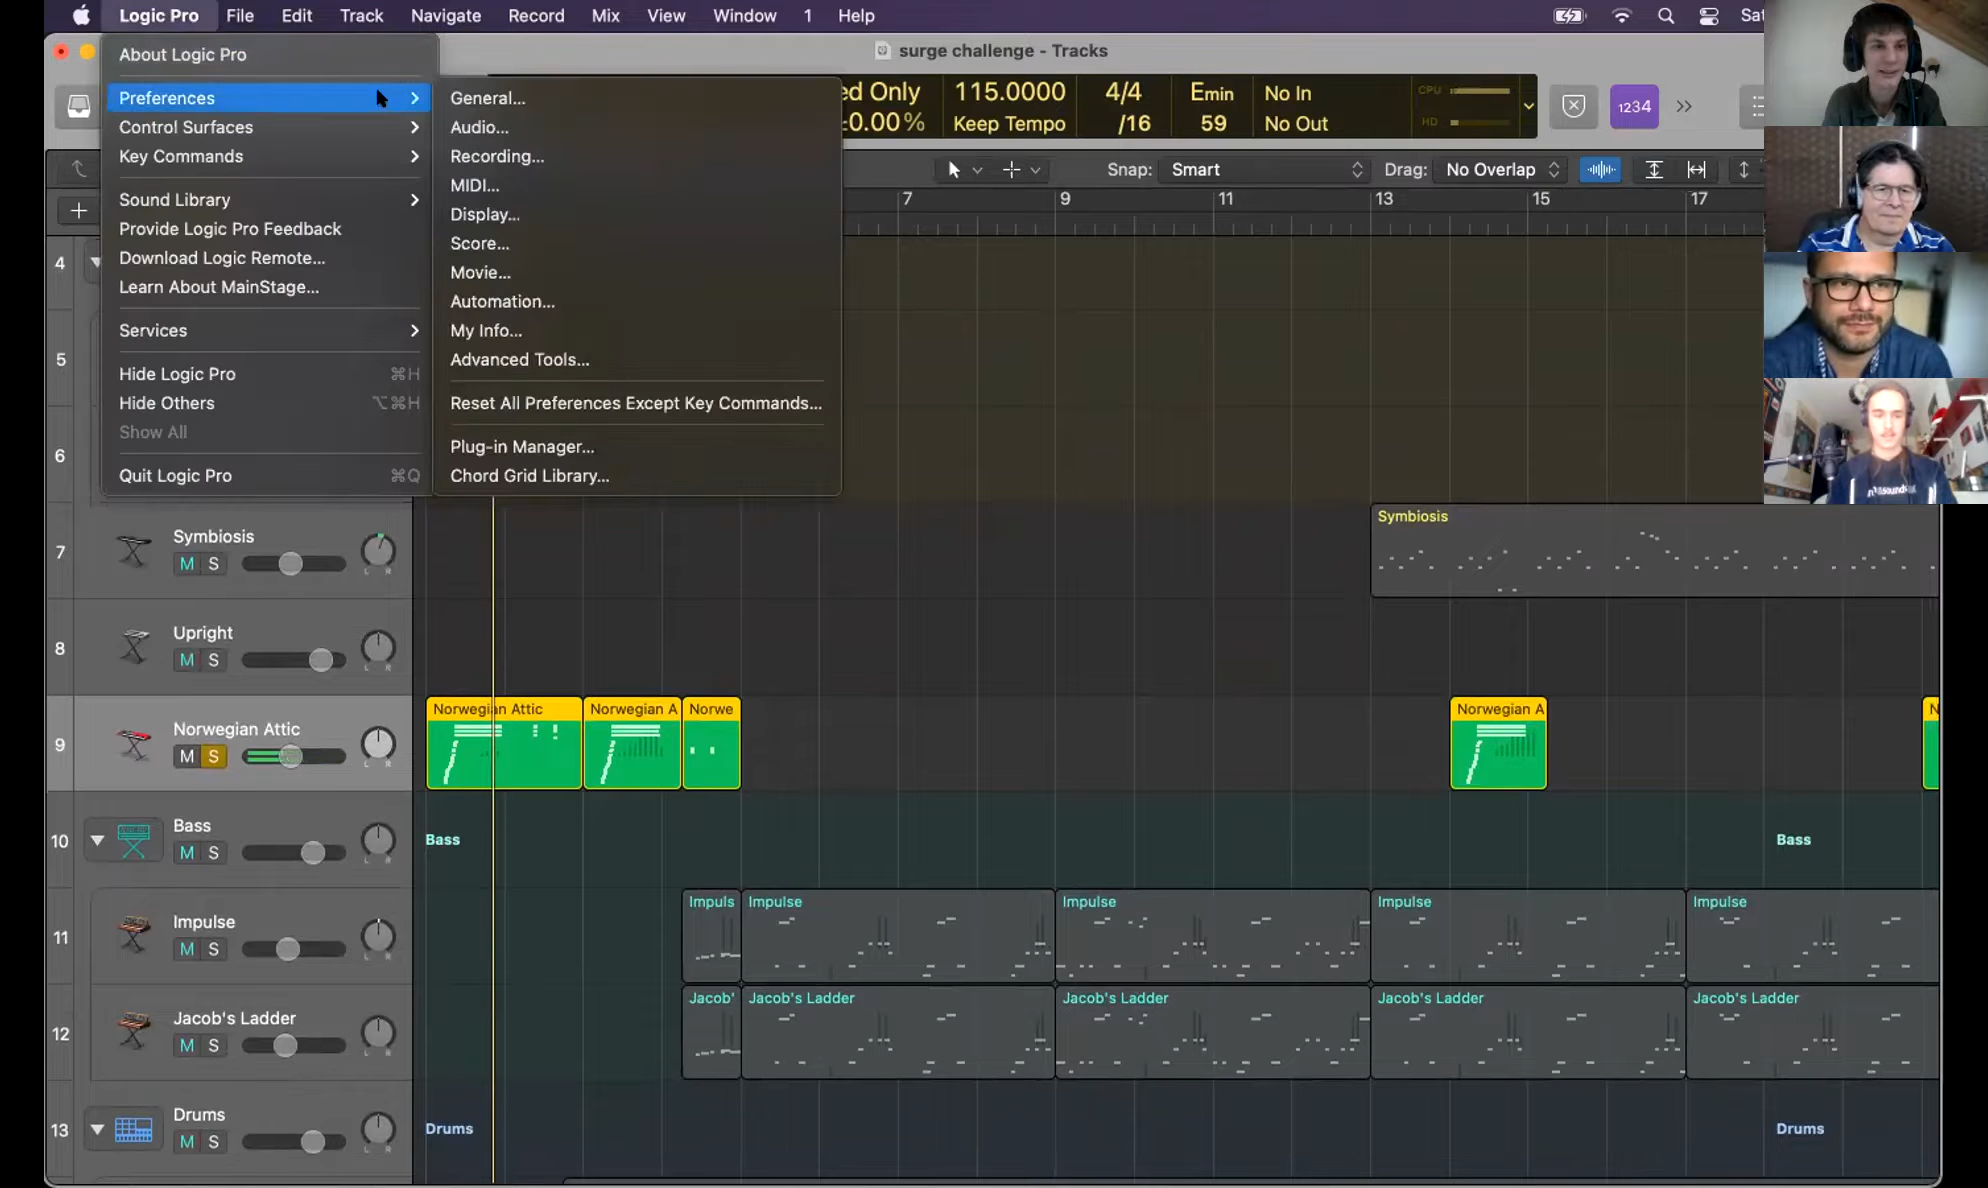 Logic Pro File Edit Track Navigate Record Mix View Window 1 Help
Sat
surge challenge - Tracks
About Logic Pro
Preferences
Control Surfaces
Key Commands
Sound Library
Provide Logic Pro Feedback
Download Logic Remote...
Learn About MainStage...
Services
Hide Logic Pro ⌘H
Hide Others ⌥⌘H
Show All
Quit Logic Pro ⌘Q
General...
Audio...
Recording...
MIDI...
Display...
Score...
Movie...
Automation...
My Info...
Advanced Tools...
Reset All Preferences Except Key Commands...
Plug-in Manager...
Chord Grid Library...
ed Only 115.0000 4/4 Emin No In CPU
0.00% Keep Tempo /16 59 No Out HD
1234
Snap: Smart Drag: No Overlap
7 9 11 13 15 17
4
5
6
7 Symbiosis Symbiosis
M S L R
8 Upright
M S L R
9 Norwegian Attic Norwegian Attic Norwegian A Norwe Norwegian A N
M S L R
10 Bass Bass Bass
M S
11 Impulse Impuls Impulse Impulse Impulse Impulse
M S L R
12 Jacob's Ladder Jacob' Jacob's Ladder Jacob's Ladder Jacob's Ladder Jacob's Ladder
M S L R
13 Drums Drums Drums
M S